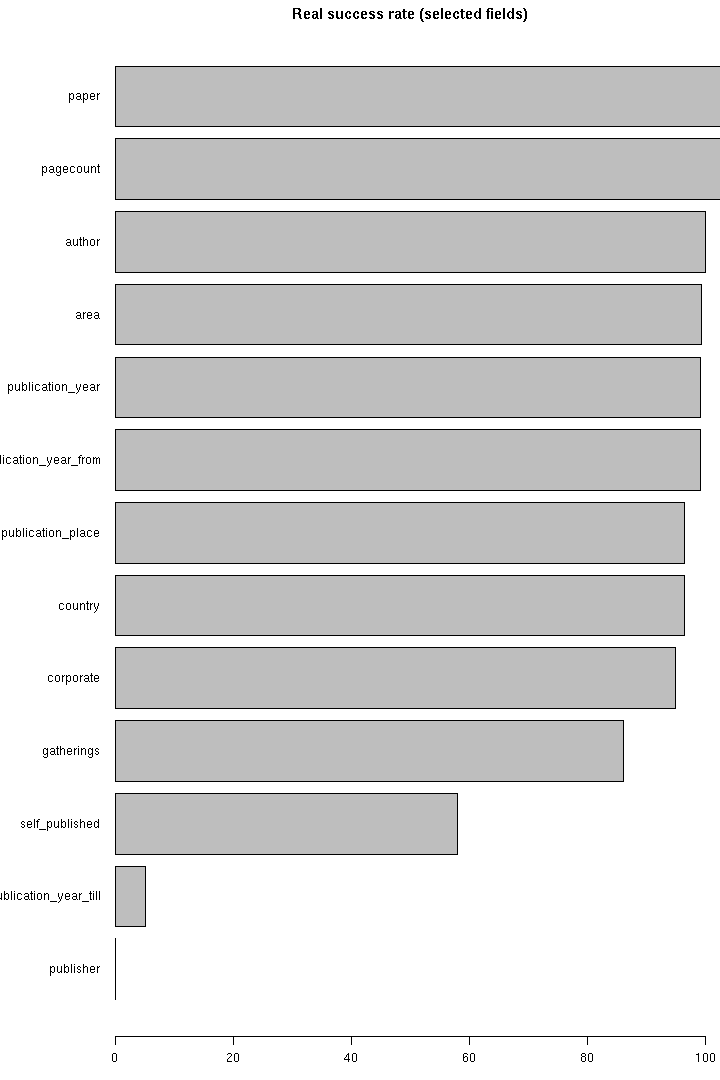 Real success rate (selected fields)
paper
pagecount
author
area
publication_year
lication_year_from
publication_place
country
corporate
gatherings
self_published
ublication_year_till
publisher
0 20 40 60 80 100